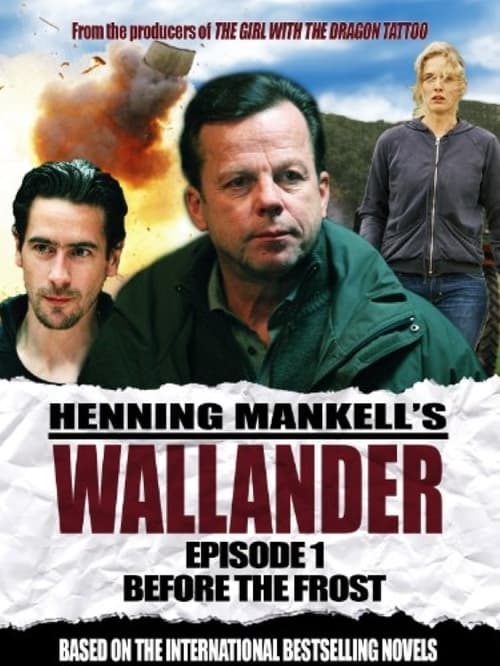 From the producers of THE GIRL WITH THE DRAGON TATTOO
HENNING MANKELL'S
WALLANDER
EPISODE 1
BEFORE THE FROST
BASED ON THE INTERNATIONAL BESTSELLING NOVELS